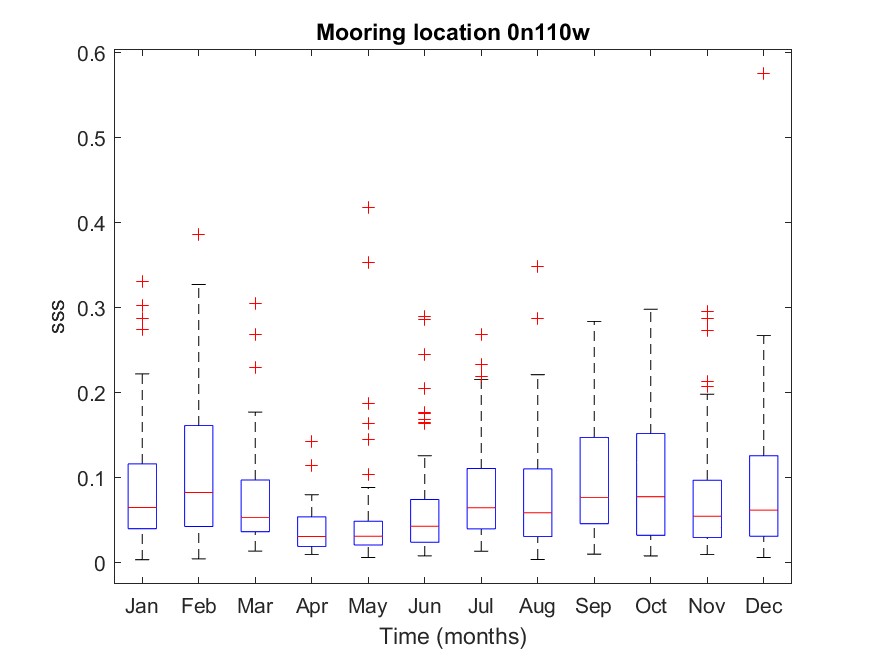 Mooring location 0n110w
0.6
0.5
0.4
0.3
0.2
0.1
0
sss
Jan Feb Mar Apr May Jun Jul Aug Sep Oct Nov Dec
Time (months)